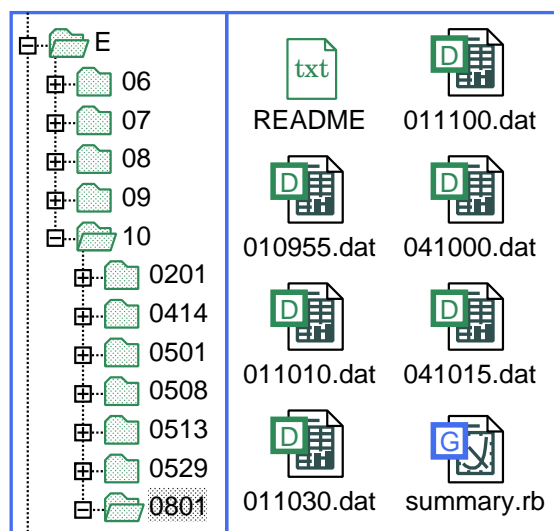 E
06
07
08
09
10
0201
0414
0501
0508
0513
0529
0801
txt
README
D
011100.dat
D
010955.dat
D
041000.dat
D
011010.dat
D
041015.dat
D
011030.dat
G
summary.rb